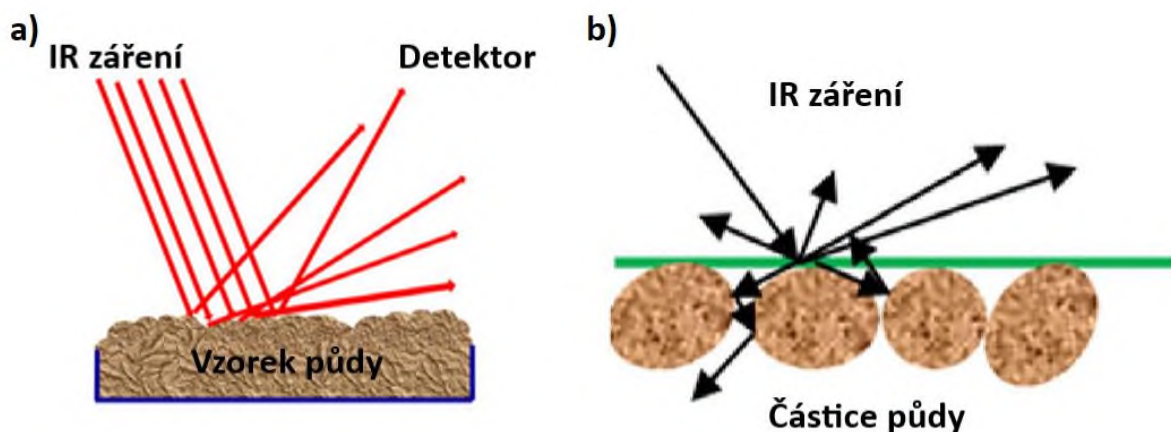 a)
IR záření
Detektor
Vzorek půdy
b)
IR záření
Částice půdy